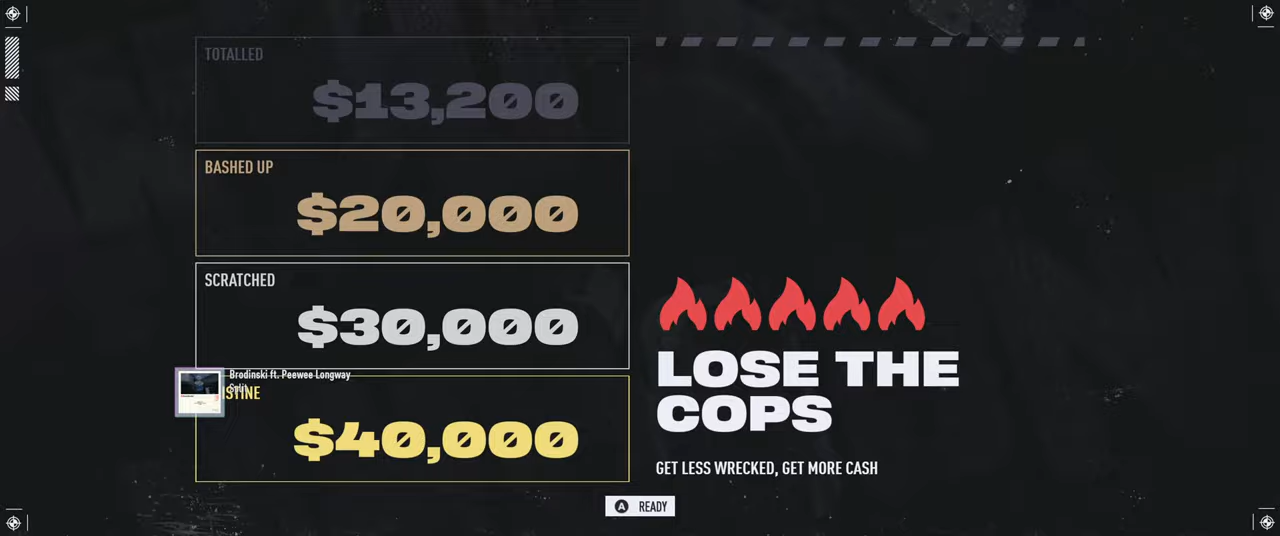 TOTALLED
$13,200
BASHED UP
$20,000
SCRATCHED
$30,000
Brodinski ft. Peewee Longway
ISTINE
$40,000
LOSE THE
COPS
GET LESS WRECKED, GET MORE CASH
A READY